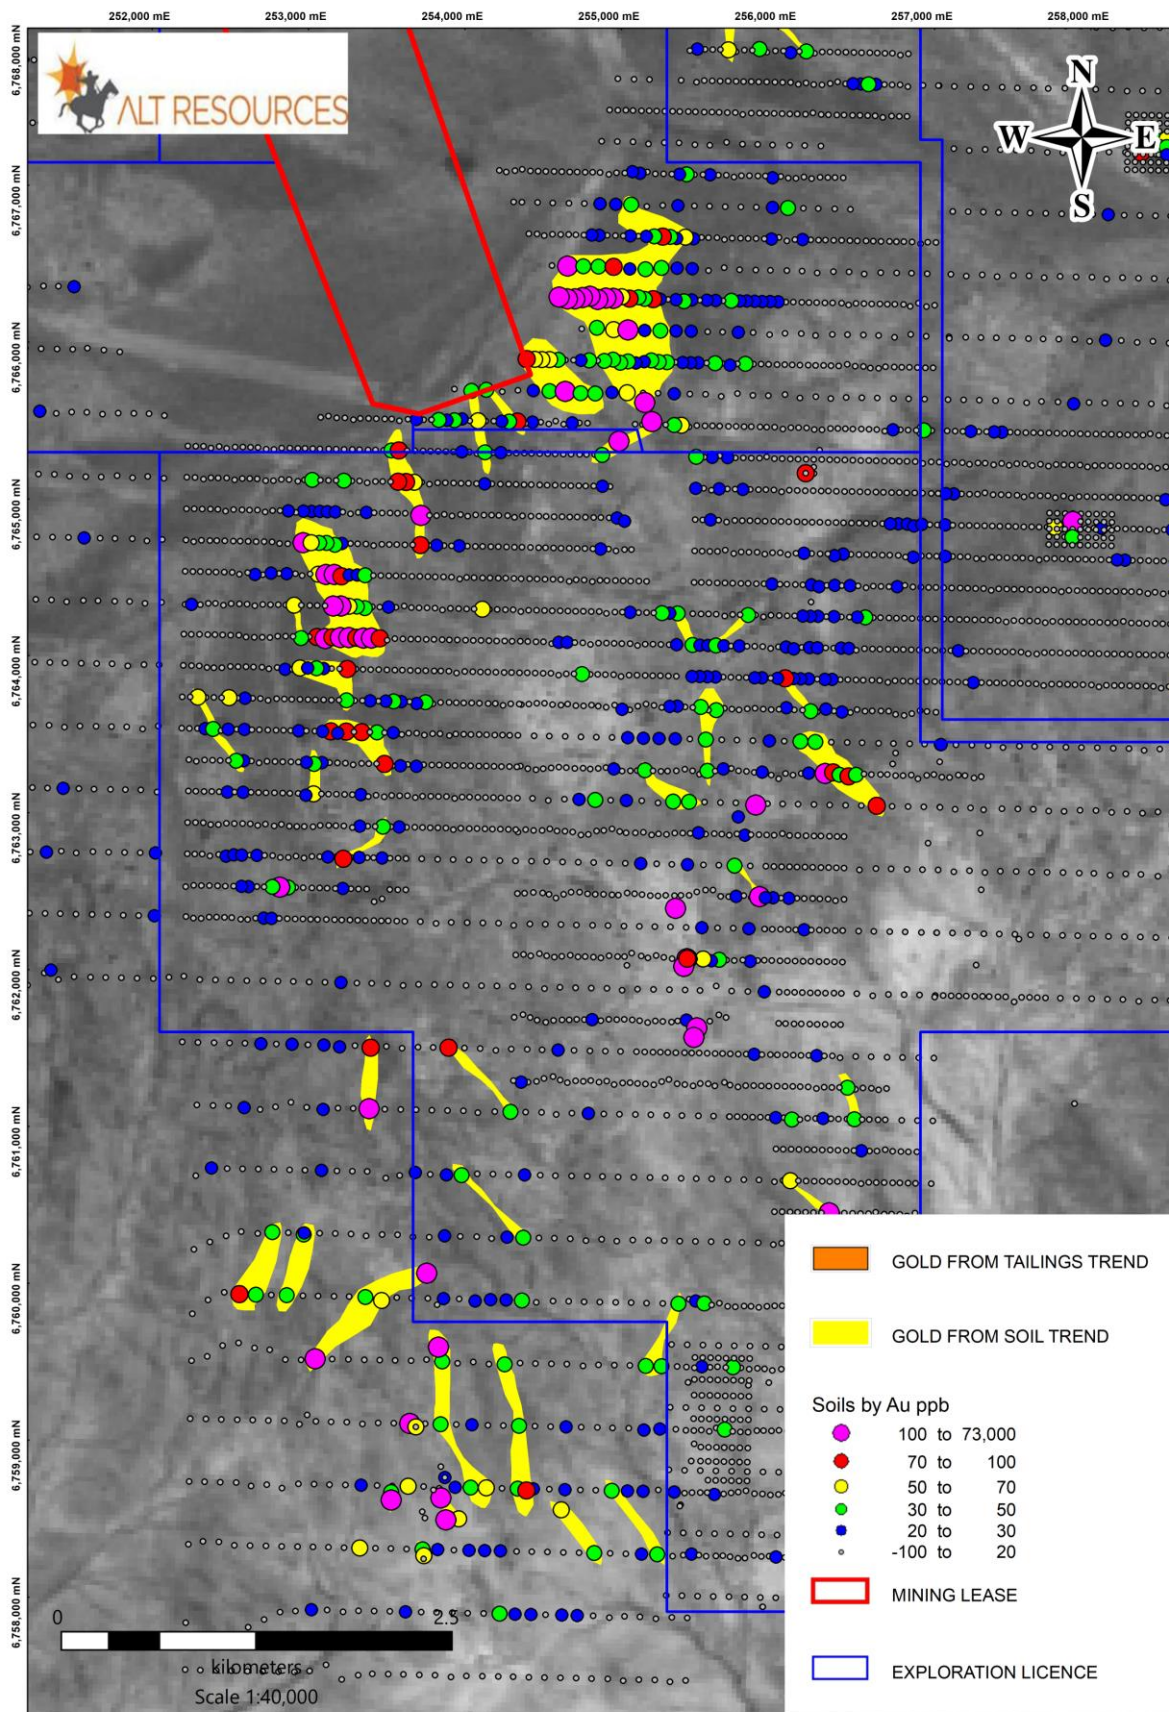 252,000 mE 253,000 mE 254,000 mE 255,000 mE 256,000 mE 257,000 mE 258,000 mE
ALT RESOURCES
N
W E
S
6,768,000 mN
6,767,000 mN
6,766,000 mN
6,765,000 mN
6,764,000 mN
6,763,000 mN
6,762,000 mN
6,761,000 mN
6,760,000 mN
6,759,000 mN
6,758,000 mN
GOLD FROM TAILINGS TREND
GOLD FROM SOIL TREND
Soils by Au ppb
100 to 73,000
70 to 100
50 to 70
30 to 50
20 to 30
-100 to 20
MINING LEASE
EXPLORATION LICENCE
0 2.5
kilometers
Scale 1:40,000